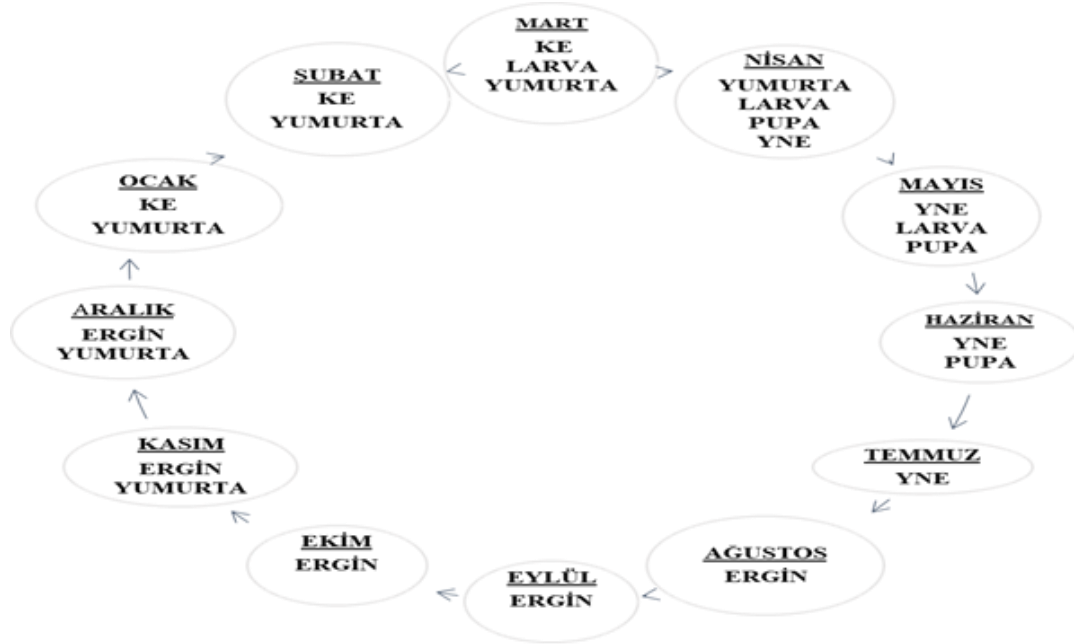 MART
KE
LARVA
YUMURTA
NİSAN
YUMURTA
LARVA
PUPA
YNE
MAYIS
YNE
LARVA
PUPA
HAZİRAN
YNE
PUPA
TEMMUZ
YNE
AĞUSTOS
ERGİN
EYLÜL
ERGİN
EKİM
ERGİN
KASIM
ERGİN
YUMURTA
ARALIK
ERGİN
YUMURTA
OCAK
KE
YUMURTA
ŞUBAT
KE
YUMURTA